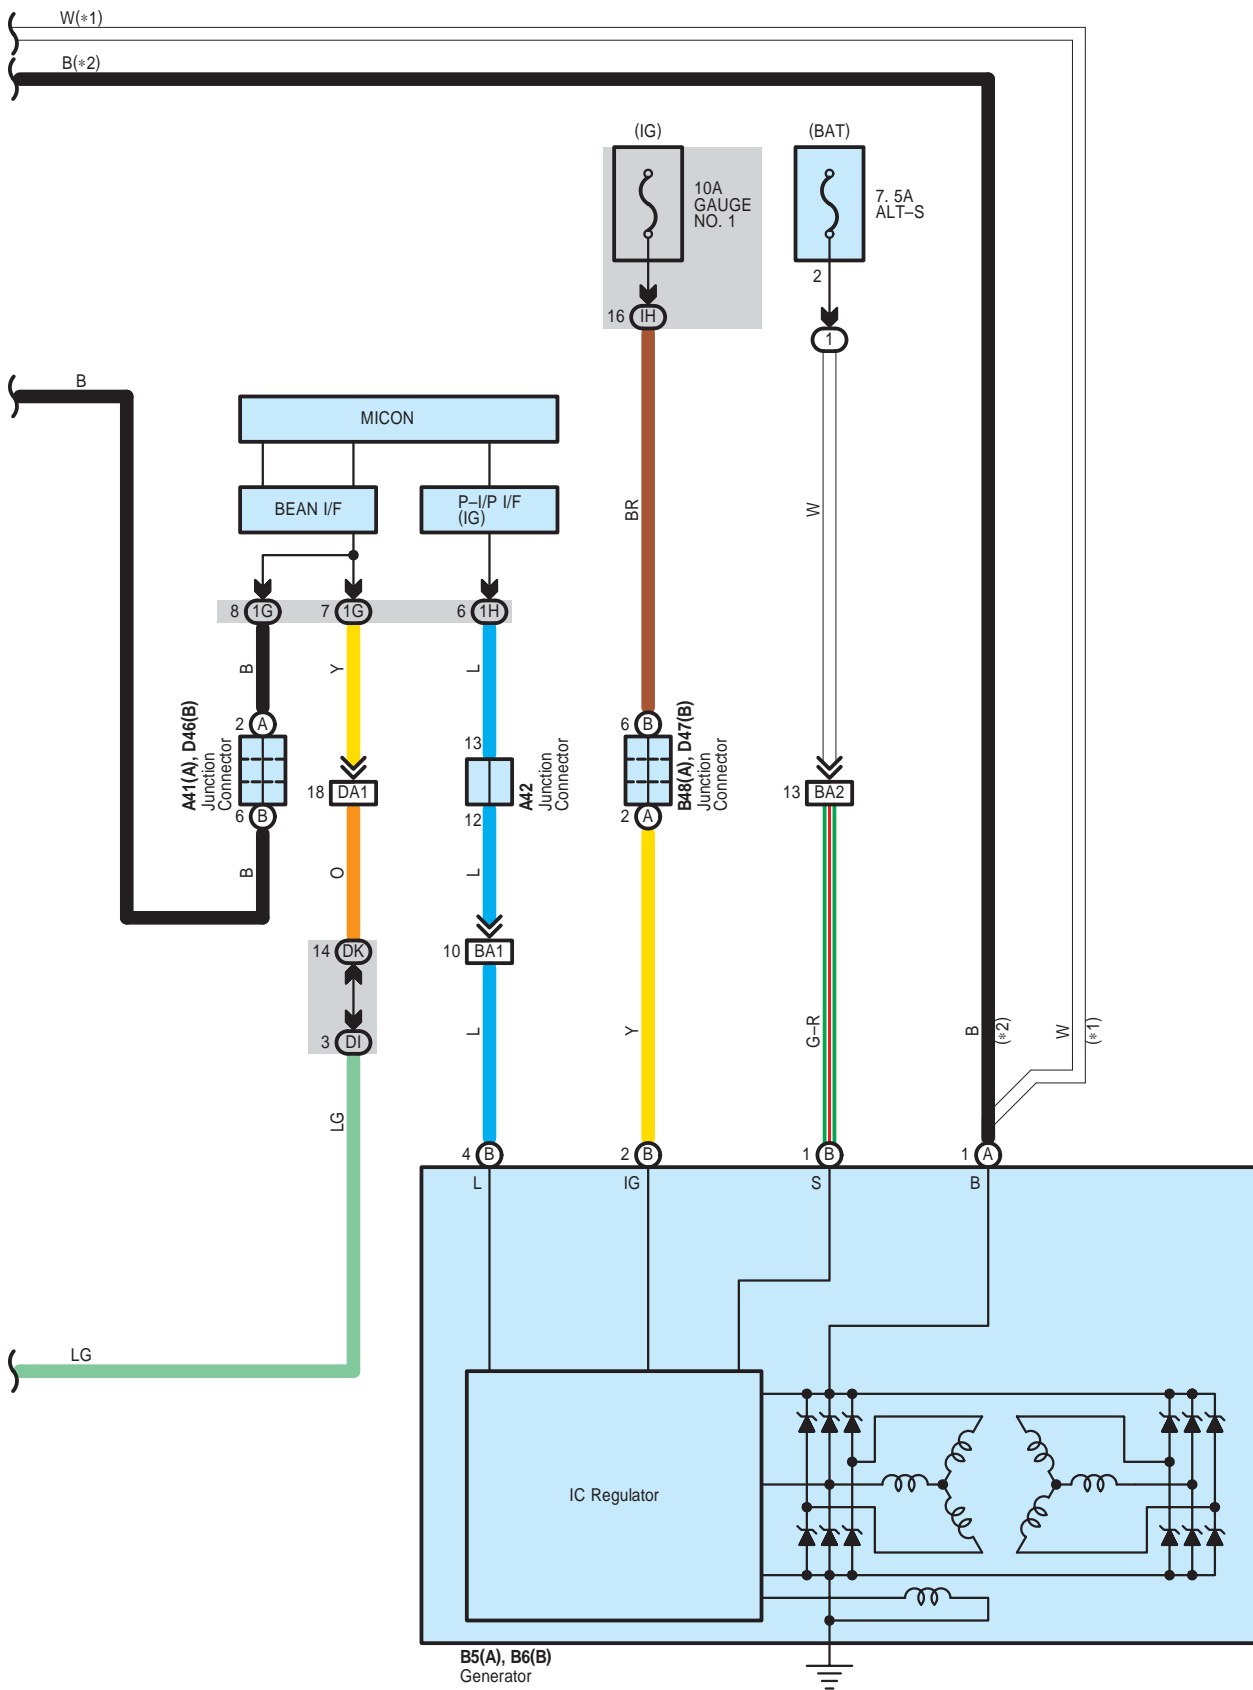 W(*1)
B(*2)
(IG)
(BAT)
10A
GAUGE
NO. 1
7. 5A
ALT–S
2
16 IH
1
B
MICON
BEAN I/F
P–I/P I/F
(IG)
BR
W
8 1G
7 1G
6 1H
B
Y
L
2 A
A41(A), D46(B)
Junction
Connector
6 B
18 DA1
13
A42
Junction
Connector
12
6 B
B48(A), D47(B)
Junction
Connector
2 A
13 BA2
B
O
L
14 DK
10 BA1
3 DI
L
Y
G–R
B
(*2)
W
(*1)
LG
4 B
2 B
1 B
1 A
L
IG
S
B
LG
IC Regulator
B5(A), B6(B)
Generator